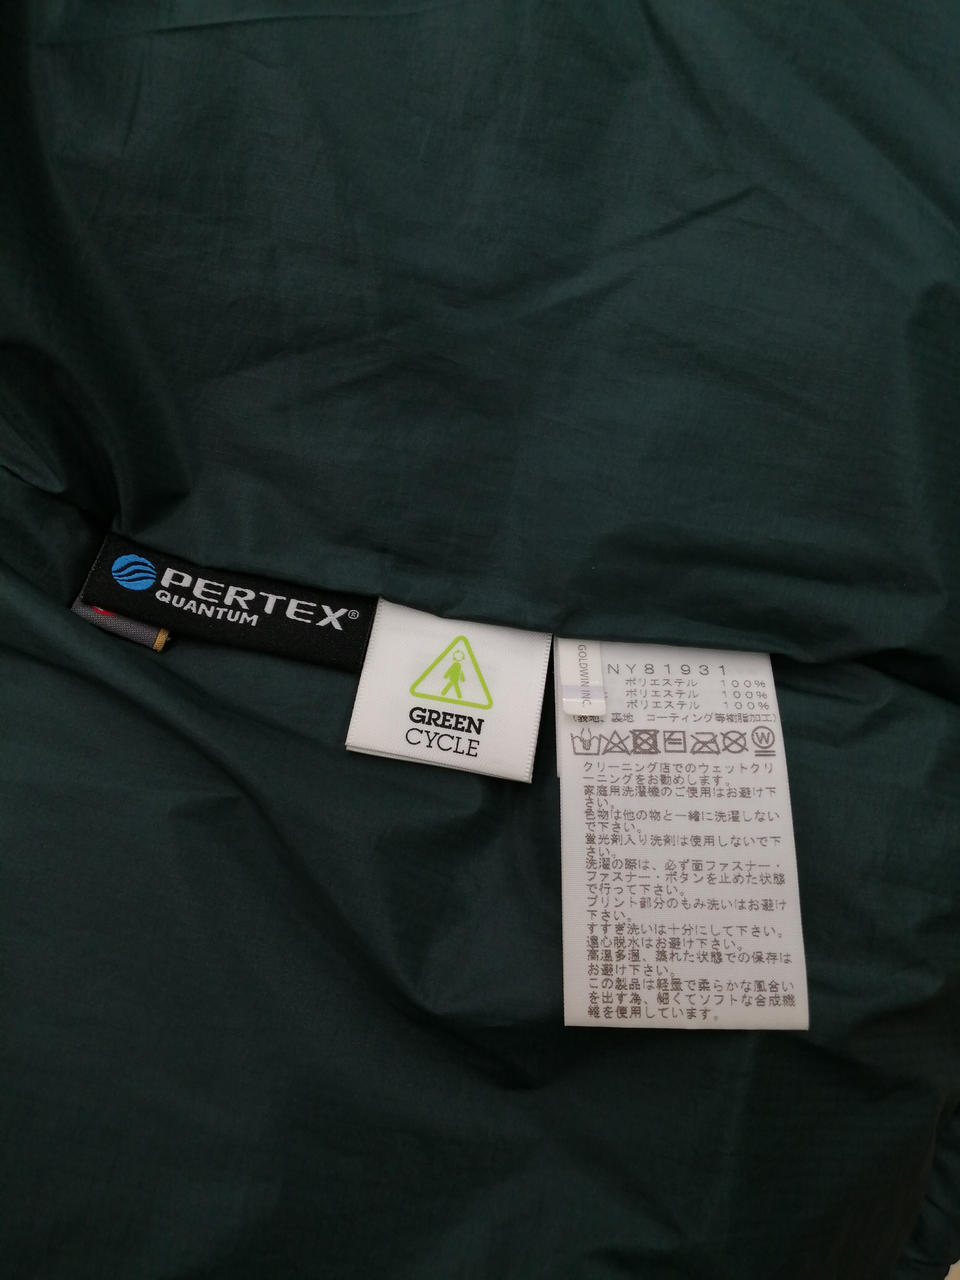 PERTEX®
QUANTUM
GREEN
CYCLE
GOLDWIN INC.
NY81931
ポリエステル 100%
ポリエステル 100%
ポリエステル 100%
(表地、裏地 コーティング等樹脂加工)
W
クリーニング店でのウェットクリ
ーニングをお勧めします。
家庭用洗濯機のご使用はお避け下
さい。
色物は他の物と一緒に洗濯しない
で下さい。
蛍光剤入り洗剤は使用しないで下
さい。
洗濯の際は、必ず面ファスナー・
ファスナー・ボタンを止めた状態
で行って下さい。
プリント部分のもみ洗いはお避け
下さい。
すすぎ洗いは十分にして下さい。
遠心脱水はお避け下さい。
高温多湿、蒸れた状態での保存は
お避け下さい。
この製品は軽量で柔らかな風合い
を出す為、細くてソフトな合成繊
維を使用しています。